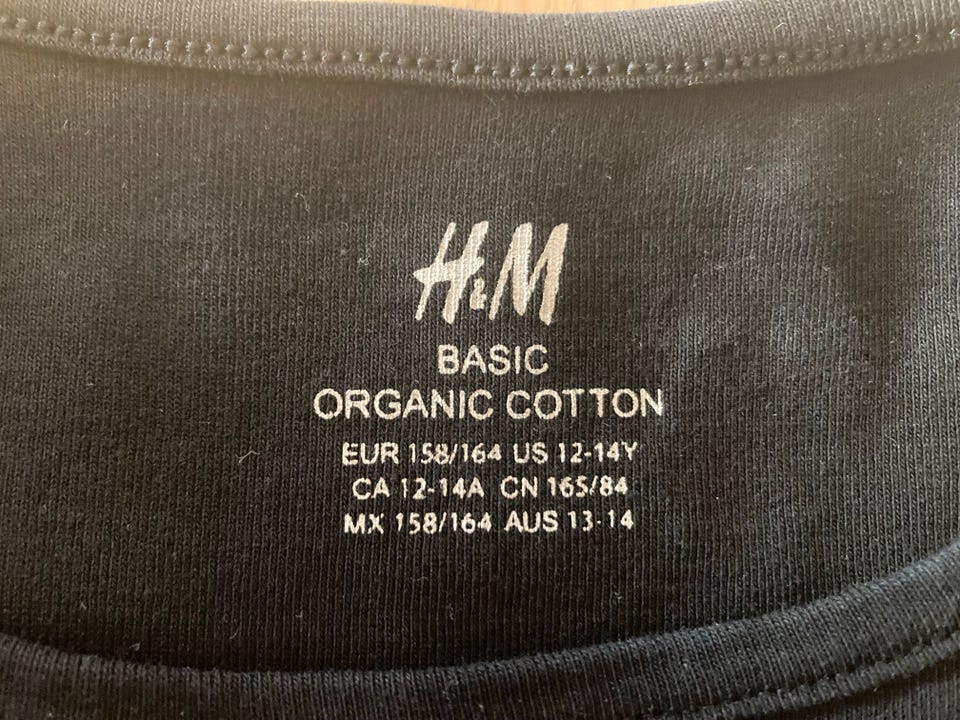 H&M
BASIC
ORGANIC COTTON
EUR 158/164 US 12-14Y
CA 12-14A CN 165/84
MX 158/164 AUS 13-14